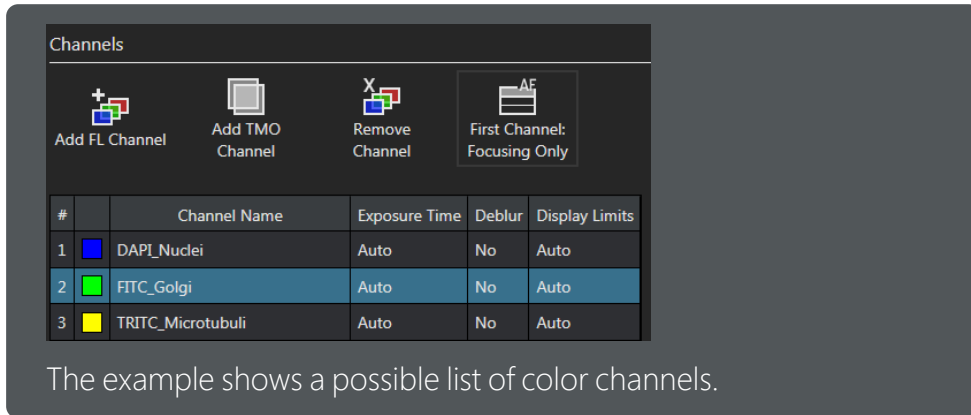 Channels
Add FL Channel
Add TMO
Channel
X
Remove
Channel
AF
First Channel:
Focusing Only
# Channel Name Exposure Time Deblur Display Limits
1 DAPI_Nuclei Auto No Auto
2 FITC_Golgi Auto No Auto
3 TRITC_Microtubuli Auto No Auto
The example shows a possible list of color channels.